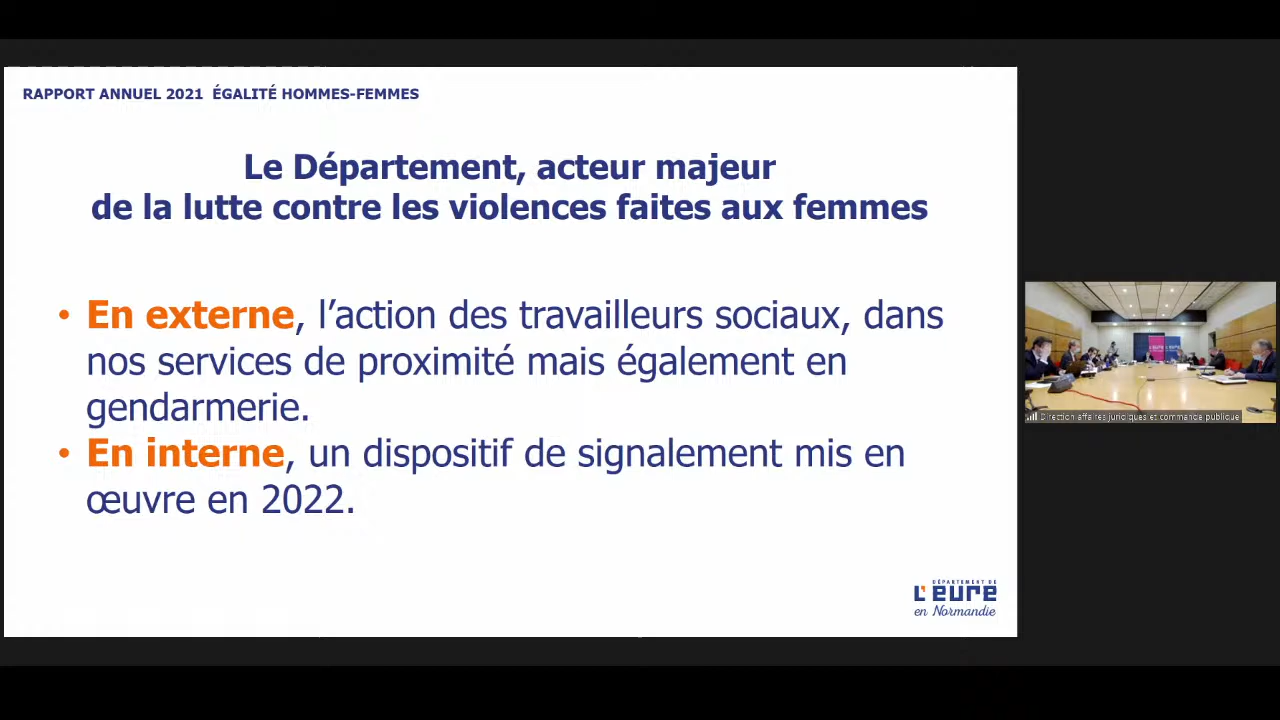 RAPPORT ANNUEL 2021 ÉGALITÉ HOMMES-FEMMES
Le Département, acteur majeur
de la lutte contre les violences faites aux femmes
• En externe, l’action des travailleurs sociaux, dans
nos services de proximité mais également en
gendarmerie.
• En interne, un dispositif de signalement mis en
œuvre en 2022.
DÉPARTEMENT DE
L'EURE
en Normandie
L'EURE
Direction affaires juridiques et commande publique